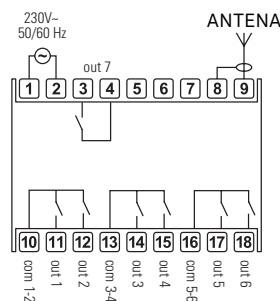 230V~
50/60 Hz
ANTENA
out 7
1 2 3 4 5 6 7 8 9
10 11 12 13 14 15 16 17 18
com 1-2
out 1
out 2
com 3-4
out 3
out 4
com 5-6
out 5
out 6